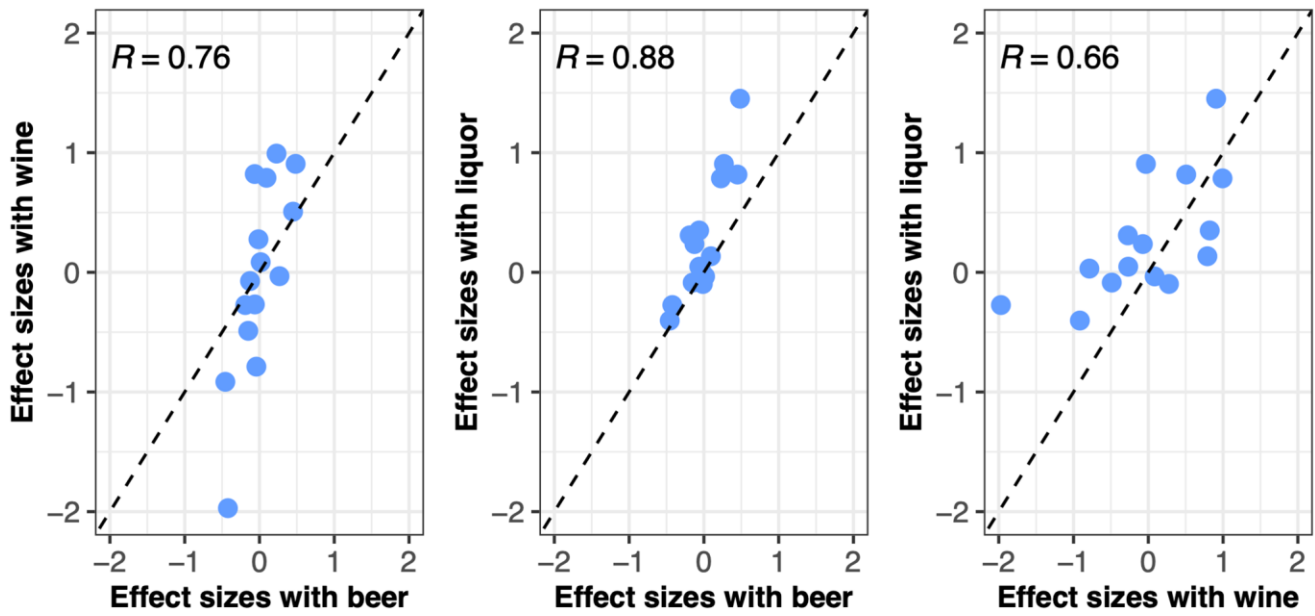 R = 0.76
2
1
0
−1
−2
−2 −1 0 1 2
Effect sizes with wine
Effect sizes with beer
R = 0.88
2
1
0
−1
−2
−2 −1 0 1 2
Effect sizes with liquor
Effect sizes with beer
R = 0.66
2
1
0
−1
−2
−2 −1 0 1 2
Effect sizes with liquor
Effect sizes with wine